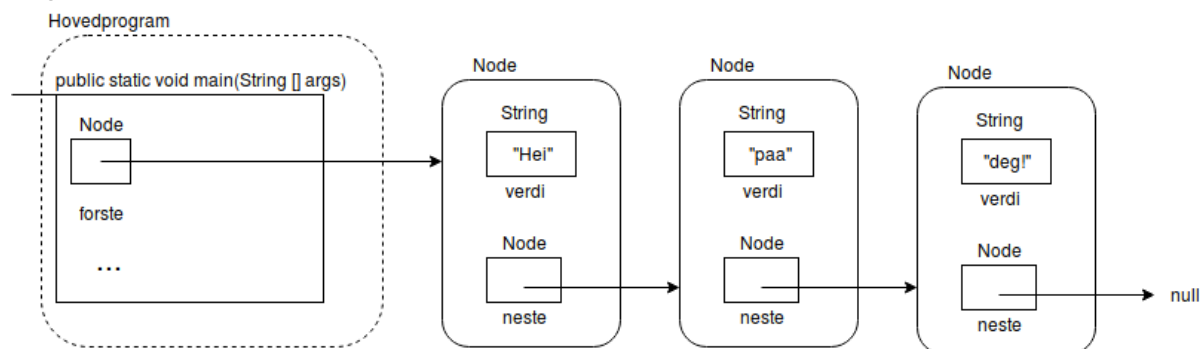 Hovedprogram
public static void main(String [] args)
Node
forste
...
Node
String
"Hei"
verdi
Node
neste
Node
String
"paa"
verdi
Node
neste
Node
String
"deg!"
verdi
Node
neste
null